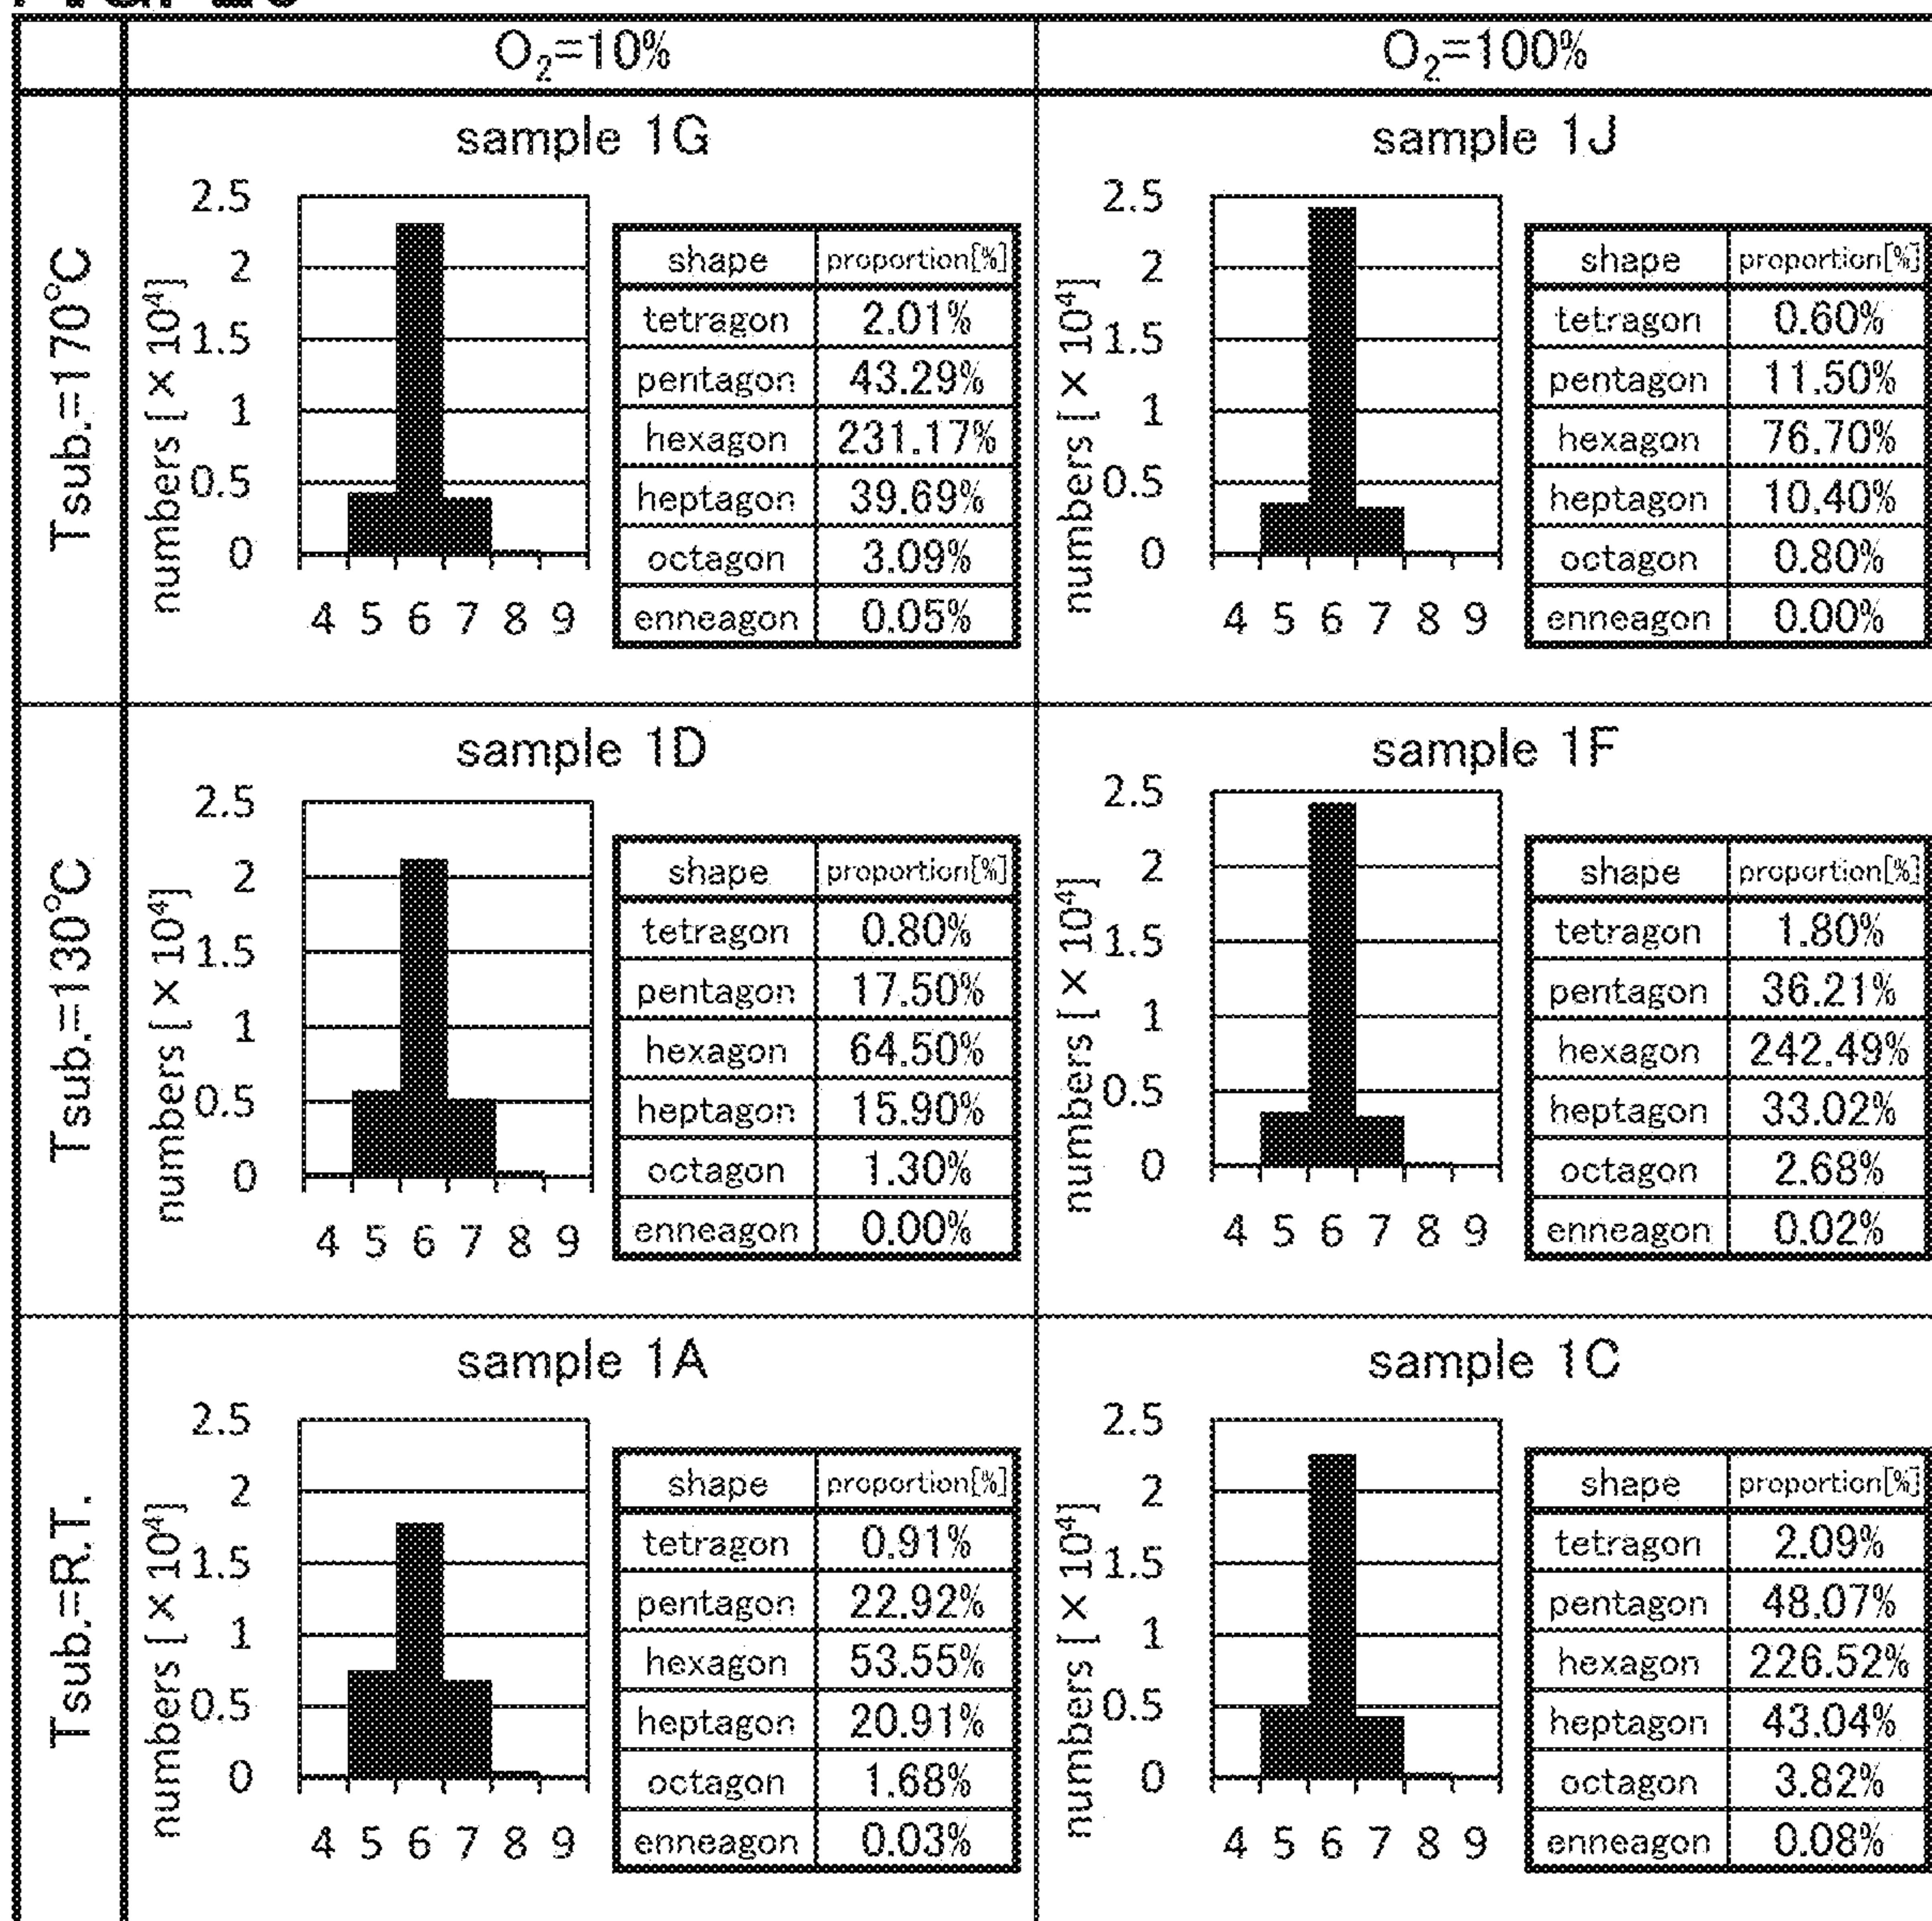 O₂=10%
O₂=100%
Tsub.=170℃
sample 1G
numbers [×10⁴]
2.5
2
1.5
1
0.5
0
4 5 6 7 8 9
shape proportion[%]
tetragon 2.01%
pentagon 43.29%
hexagon 231.17%
heptagon 39.69%
octagon 3.09%
enneagon 0.05%
sample 1J
numbers [×10⁴]
2.5
2
1.5
1
0.5
0
4 5 6 7 8 9
shape proportion[%]
tetragon 0.60%
pentagon 11.50%
hexagon 76.70%
heptagon 10.40%
octagon 0.80%
enneagon 0.00%
Tsub.=130℃
sample 1D
numbers [×10⁴]
2.5
2
1.5
1
0.5
0
4 5 6 7 8 9
shape proportion[%]
tetragon 0.80%
pentagon 17.50%
hexagon 64.50%
heptagon 15.90%
octagon 1.30%
enneagon 0.00%
sample 1F
numbers [×10⁴]
2.5
2
1.5
1
0.5
0
4 5 6 7 8 9
shape proportion[%]
tetragon 1.80%
pentagon 36.21%
hexagon 242.49%
heptagon 33.02%
octagon 2.68%
enneagon 0.02%
Tsub.=R.T.
sample 1A
numbers [×10⁴]
2.5
2
1.5
1
0.5
0
4 5 6 7 8 9
shape proportion[%]
tetragon 0.91%
pentagon 22.92%
hexagon 53.55%
heptagon 20.91%
octagon 1.68%
enneagon 0.03%
sample 1C
numbers [×10⁴]
2.5
2
1.5
1
0.5
0
4 5 6 7 8 9
shape proportion[%]
tetragon 2.09%
pentagon 48.07%
hexagon 226.52%
heptagon 43.04%
octagon 3.82%
enneagon 0.08%